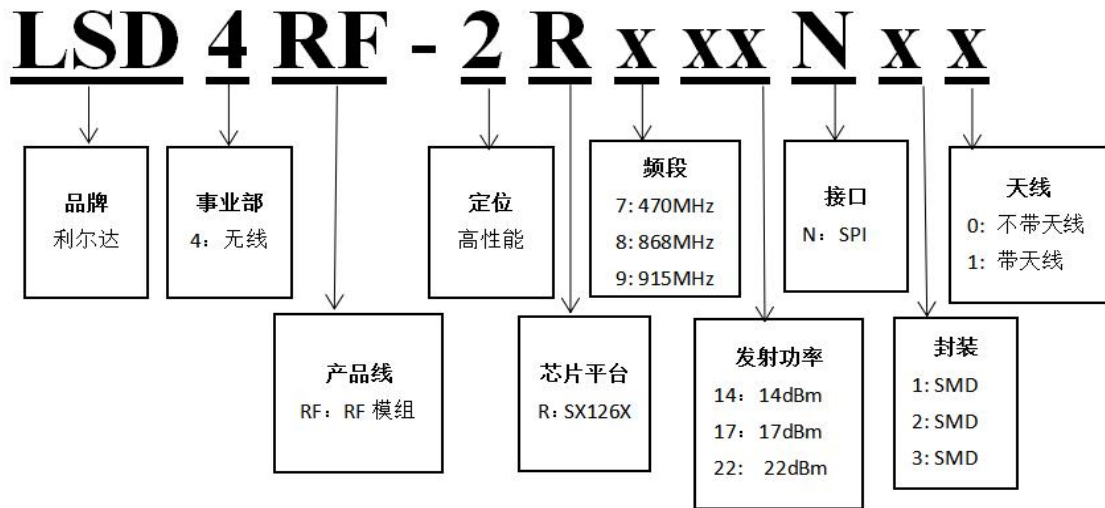 LSD 4 RF - 2 R x xx N x x
品牌
利尔达
事业部
4：无线
定位
高性能
频段
7: 470MHz
8: 868MHz
9: 915MHz
接口
N：SPI
天线
0: 不带天线
1: 带天线
产品线
RF：RF 模组
芯片平台
R: SX126X
发射功率
14：14dBm
17：17dBm
22: 22dBm
封装
1: SMD
2: SMD
3: SMD